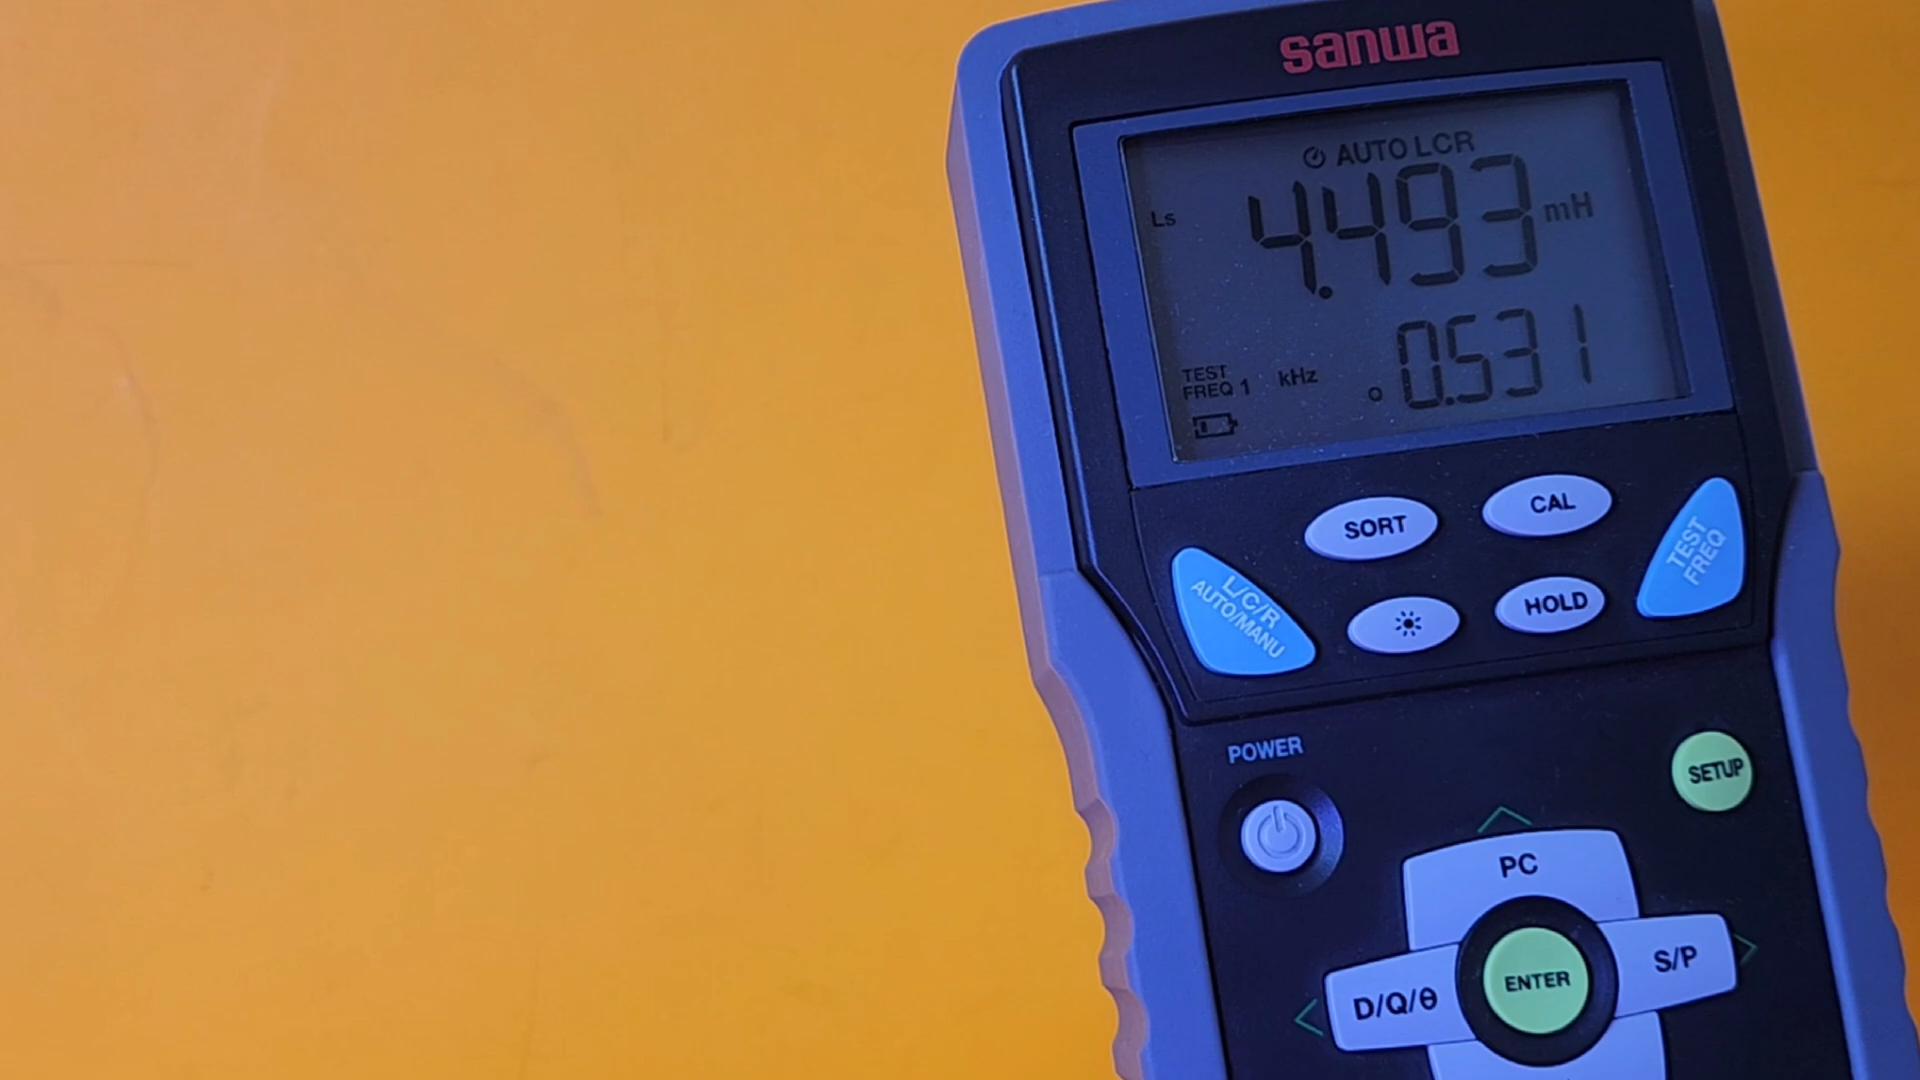 sanwa
AUTO LCR
Ls 4.493 mH
TEST FREQ 1 kHz
0.531
SORT
CAL
L/C/R
AUTO/MANU
HOLD
TEST
FREQ
POWER
SETUP
PC
D/Q/θ
ENTER
S/P